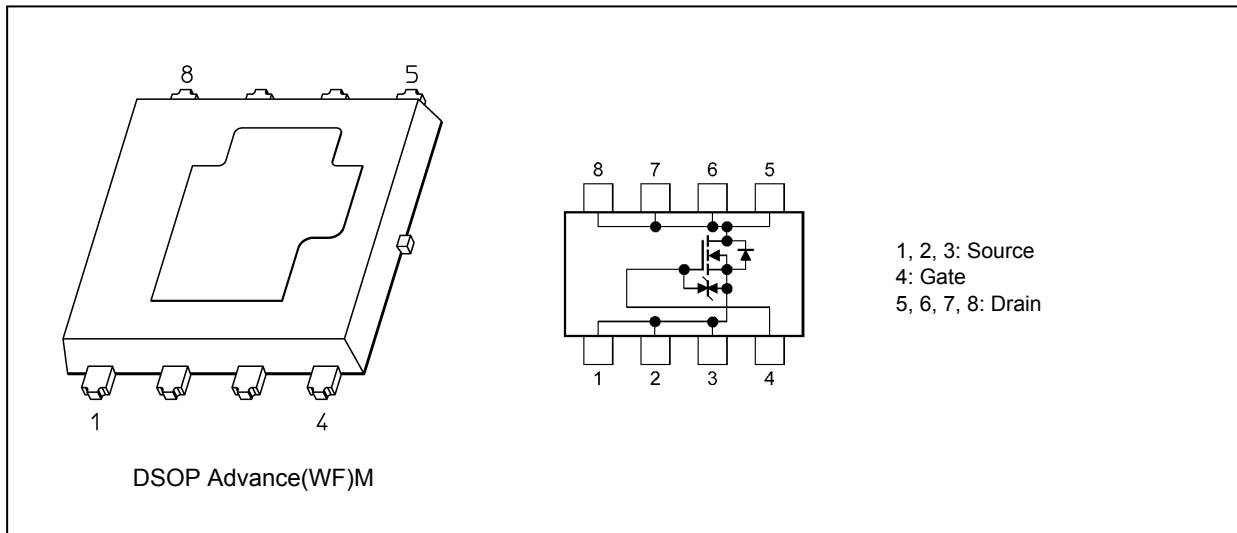 8 5
1 4
DSOP Advance(WF)M
8 7 6 5
1 2 3 4
1, 2, 3: Source
4: Gate
5, 6, 7, 8: Drain